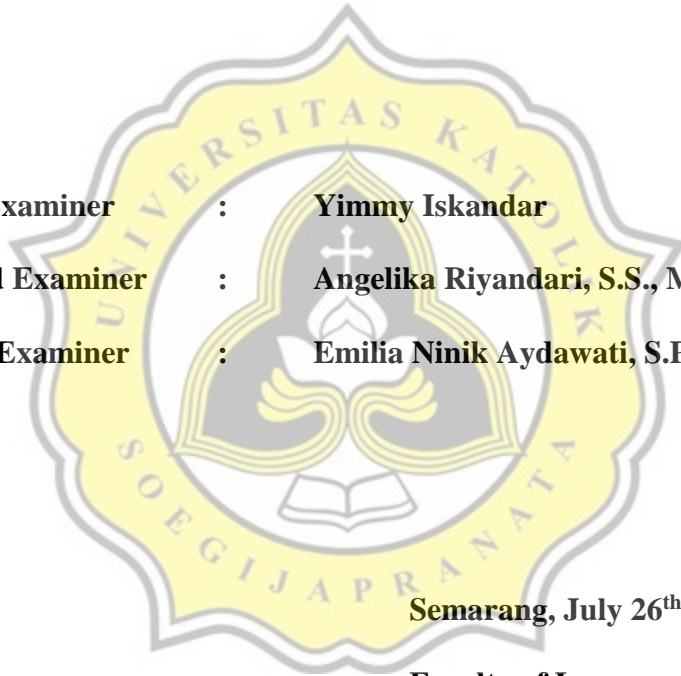 UNIVERSITAS KATOLIK
xaminer : Yimmy Iskandar
Examiner : Angelika Riyandari, S.S.,
Examiner : Emilia Ninik Aydawati,
SOEGIJAPRANATA
Semarang, July 26th